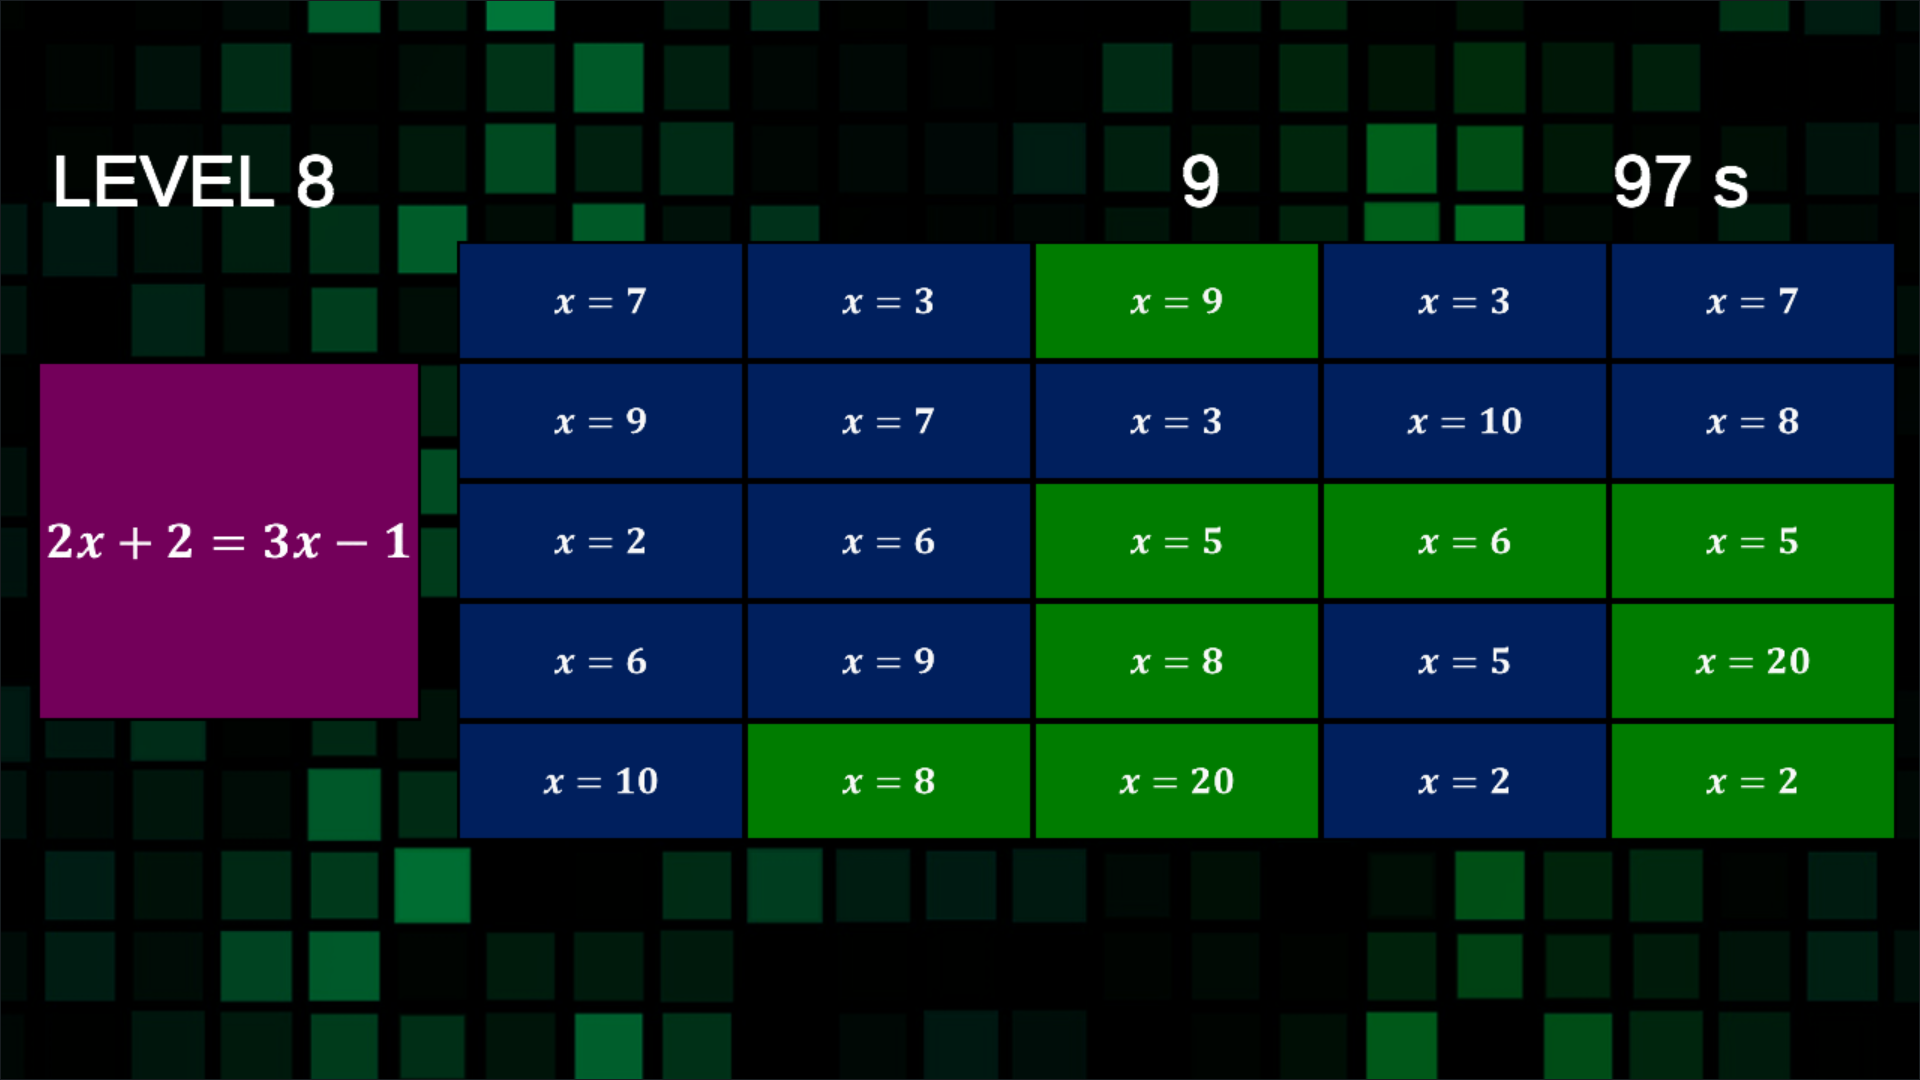 LEVEL 8 9 97 s
x = 7 x = 3 x = 9 x = 3 x = 7
x = 9 x = 7 x = 3 x = 10 x = 8
2x + 2 = 3x − 1
x = 2 x = 6 x = 5 x = 6 x = 5
x = 6 x = 9 x = 8 x = 5 x = 20
x = 10 x = 8 x = 20 x = 2 x = 2